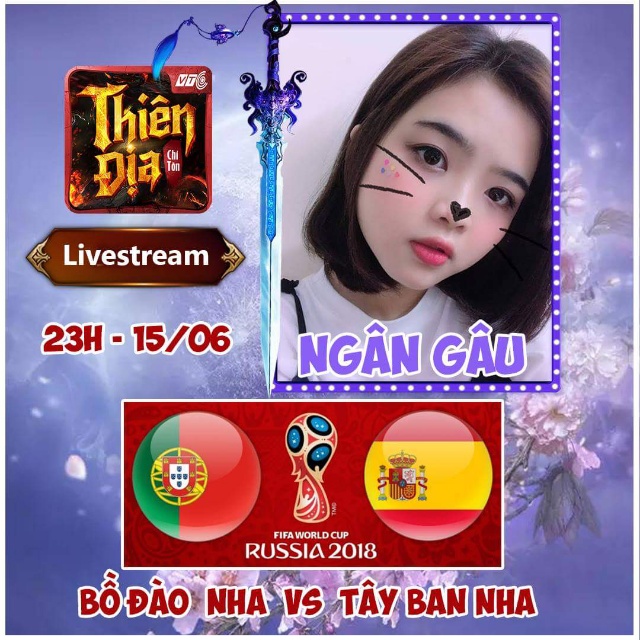 VTC
Thiên
Địa
Chí
Tôn
Livestream
23H - 15/06
NGÂN GÂU
FIFA WORLD CUP
RUSSIA 2018
BỒ ĐÀO NHA VS TÂY BAN NHA